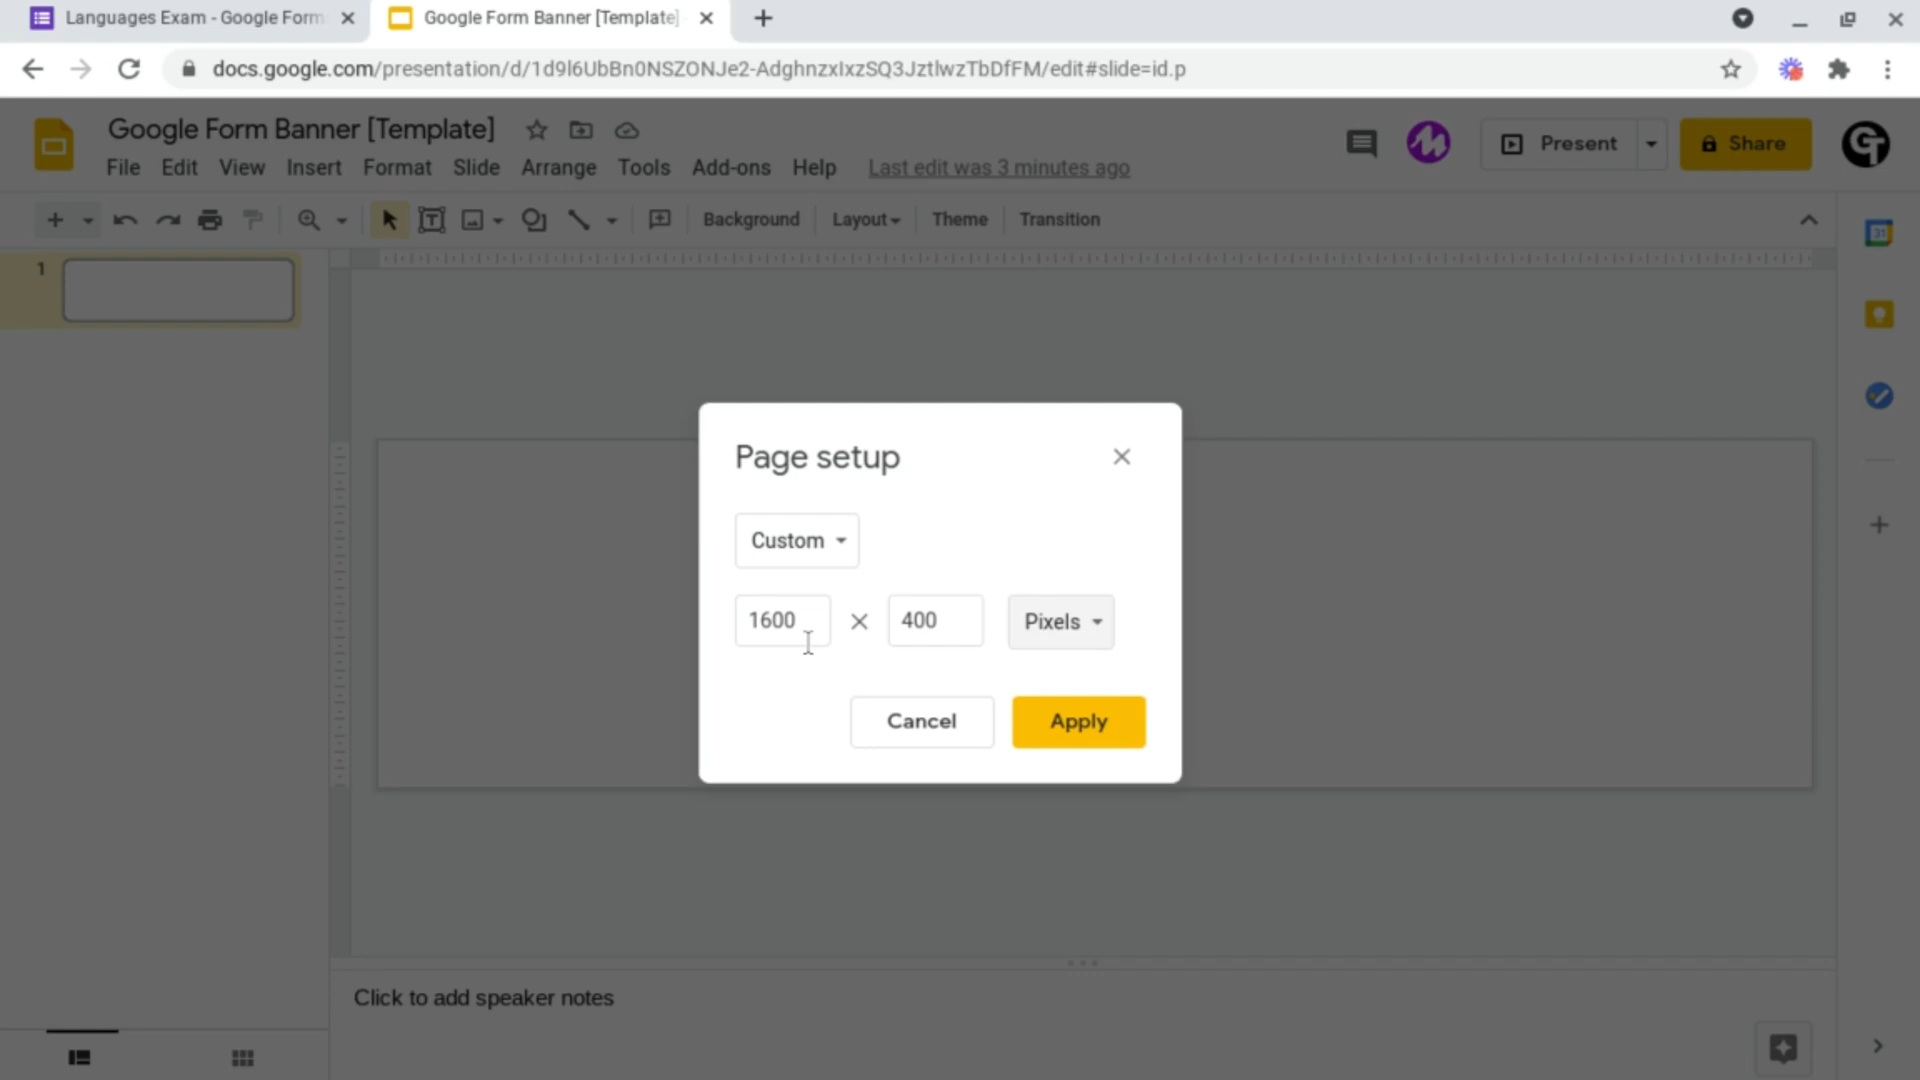 Languages Exam - Google Form
Google Form Banner [Template]
docs.google.com/presentation/d/1d9l6UbBn0NSZONJe2-AdghnzxIxzSQ3JztlwzTbDfFM/edit#slide=id.p
Google Form Banner [Template]
File Edit View Insert Format Slide Arrange Tools Add-ons Help Last edit was 3 minutes ago
Present
Share
Background Layout Theme Transition
31
1
Page setup
Custom
1600 × 400 Pixels
Cancel Apply
Click to add speaker notes